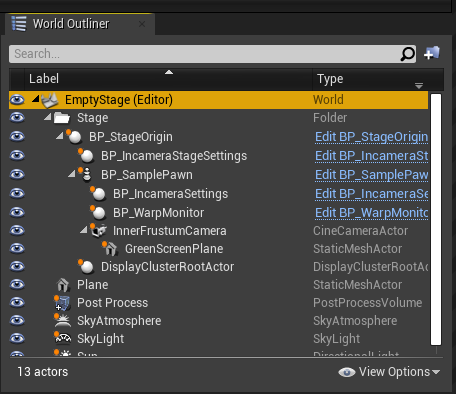 World Outliner
Search...
Label Type
EmptyStage (Editor) World
Stage Folder
BP_StageOrigin Edit BP_StageOrigin
BP_IncameraStageSettings Edit BP_IncameraSt
BP_SamplePawn Edit BP_SamplePaw
BP_IncameraSettings Edit BP_IncameraSe
BP_WarpMonitor Edit BP_WarpMonito
InnerFrustumCamera CineCameraActor
GreenScreenPlane StaticMeshActor
DisplayClusterRootActor DisplayClusterRootAc
Plane StaticMeshActor
Post Process PostProcessVolume
SkyAtmosphere SkyAtmosphere
SkyLight SkyLight
Sun DirectionalLight
13 actors View Options